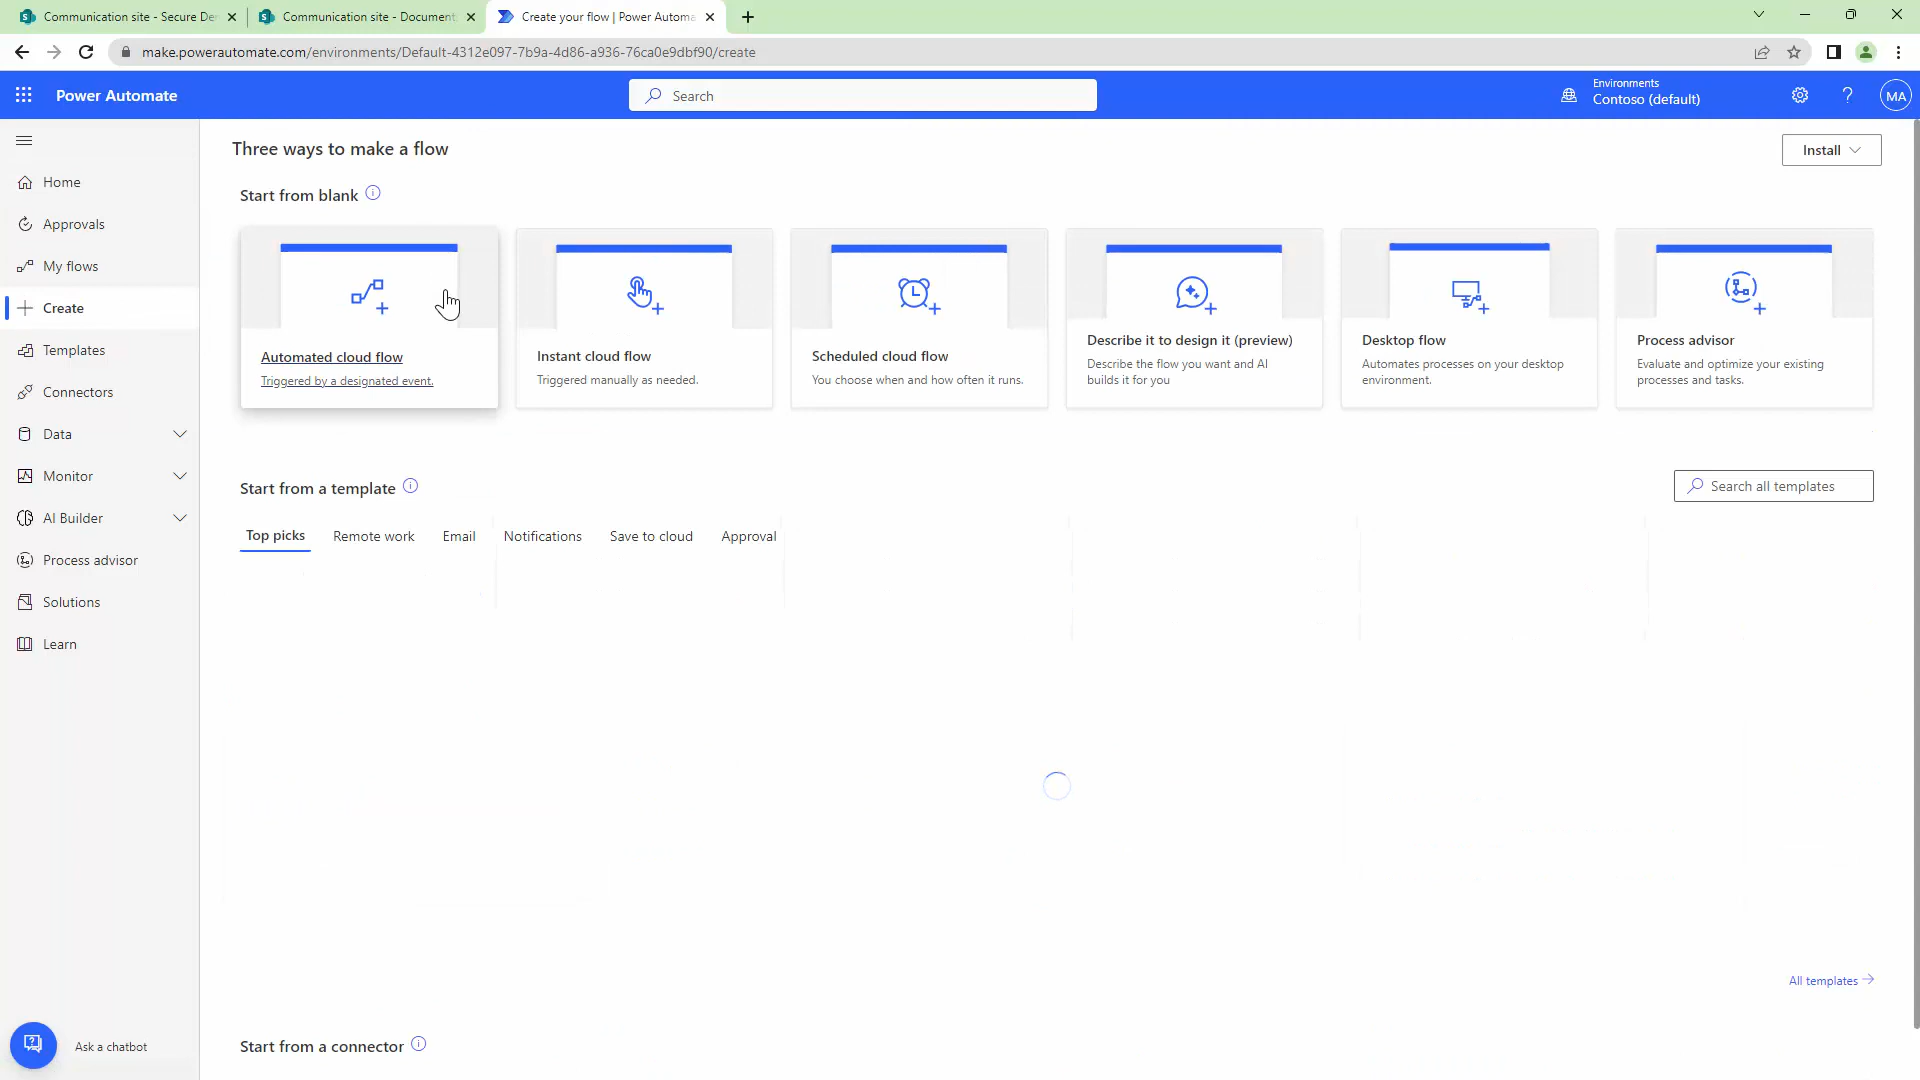 Communication site - Secure De
Communication site - Document
Create your flow | Power Automa
make.powerautomate.com/environments/Default-4312e097-7b9a-4d86-a936-76ca0e9dbf90/create
Power Automate
Search
Environments
Contoso (default)
MA
Home
Approvals
My flows
Create
Templates
Connectors
Data
Monitor
AI Builder
Process advisor
Solutions
Learn
Ask a chatbot
Three ways to make a flow
Install
Start from blank
Automated cloud flow
Triggered by a designated event.
Instant cloud flow
Triggered manually as needed.
Scheduled cloud flow
You choose when and how often it runs.
Describe it to design it (preview)
Describe the flow you want and AI
builds it for you
Desktop flow
Automates processes on your desktop
environment.
Process advisor
Evaluate and optimize your existing
processes and tasks.
Start from a template
Search all templates
Top picks
Remote work
Email
Notifications
Save to cloud
Approval
All templates
Start from a connector